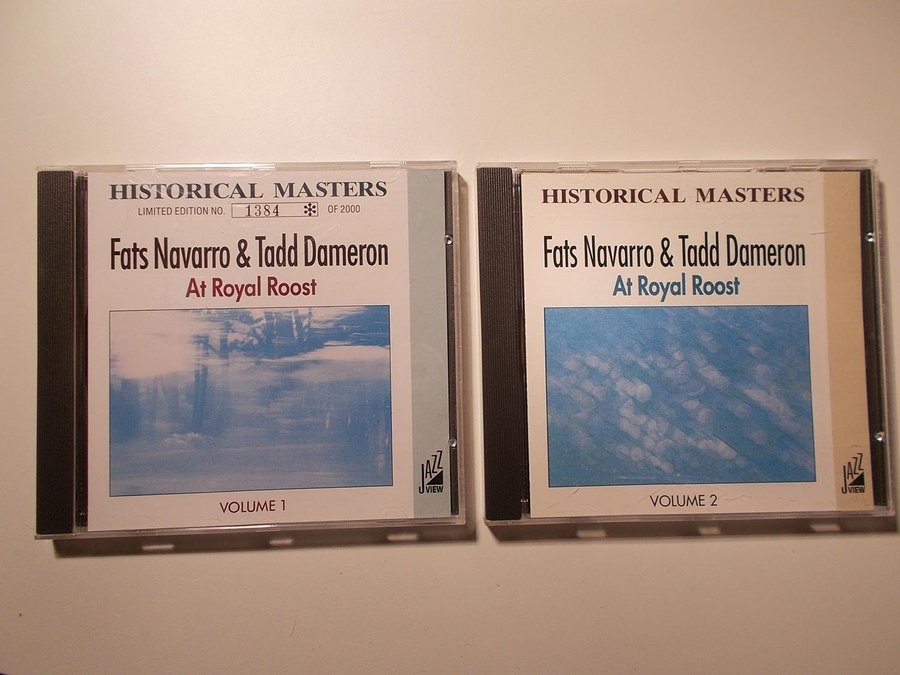 HISTORICAL MASTERS
LIMITED EDITION NO. 1384 ✻ OF 2000
Fats Navarro & Tadd Dameron
At Royal Roost
VOLUME 1
JAZZ
VIEW
HISTORICAL MASTERS
Fats Navarro & Tadd Dameron
At Royal Roost
VOLUME 2
JAZZ
VIEW